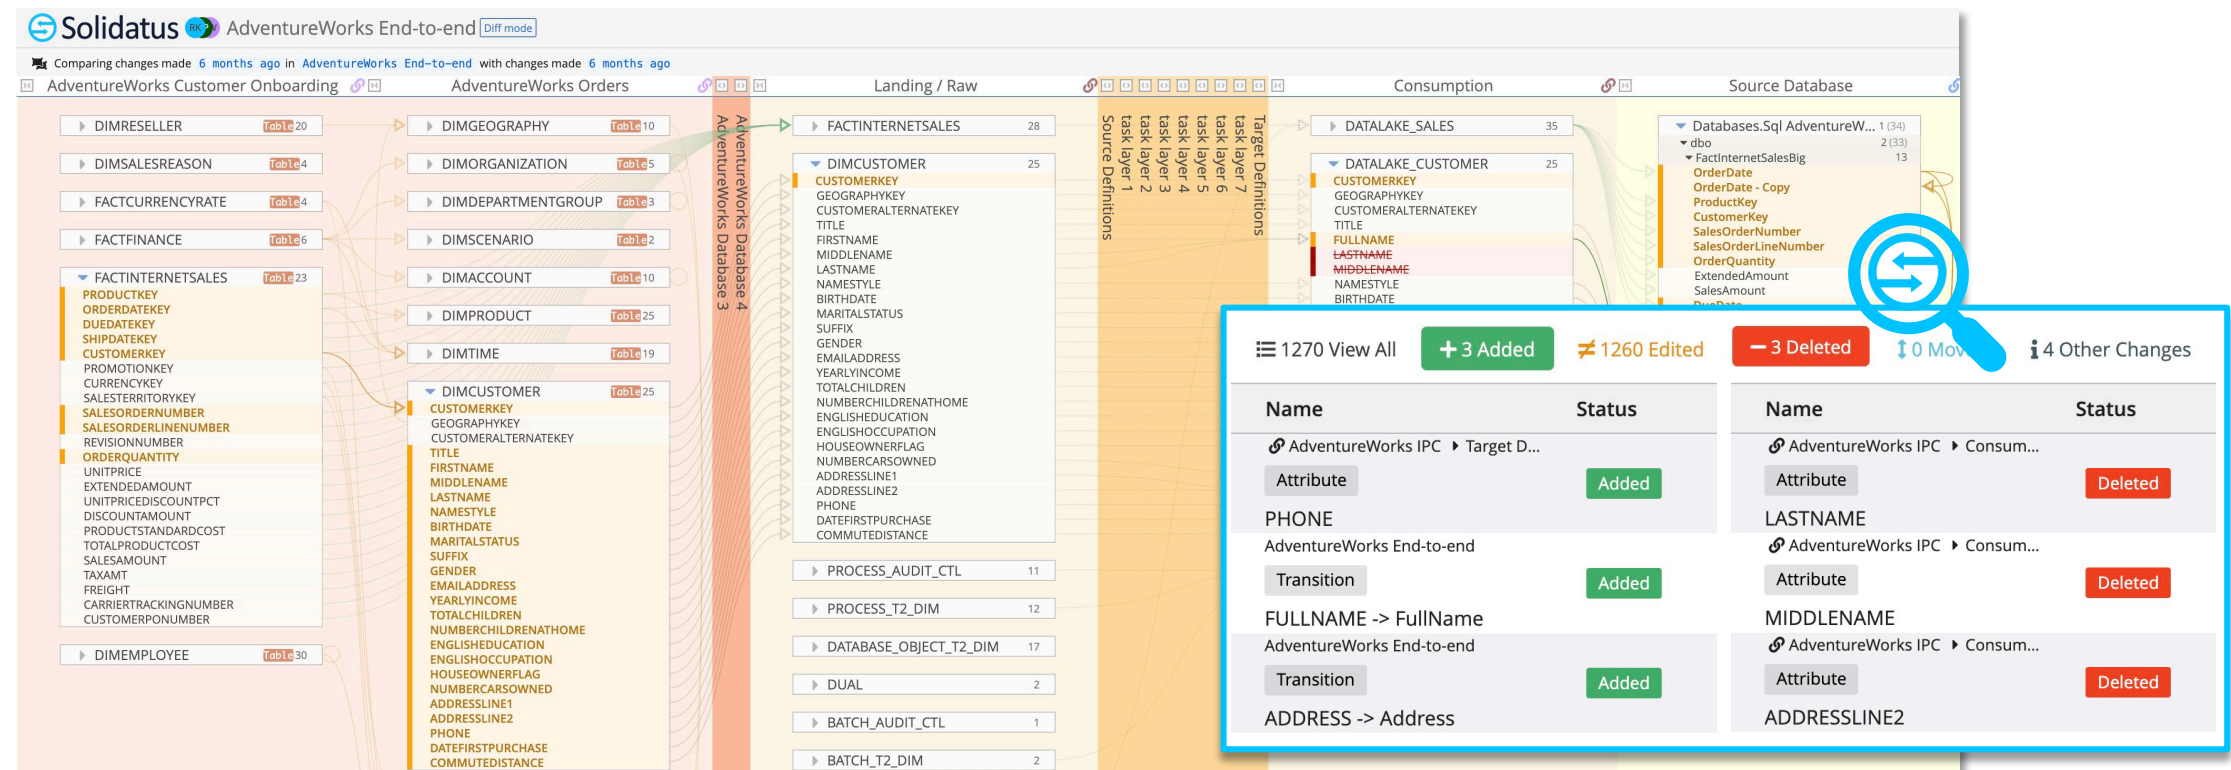 Solidatus RK AdventureWorks End-to-end Diff mode
Comparing changes made 6 months ago in AdventureWorks End-to-end with changes made 6 months ago
AdventureWorks Customer Onboarding
DIMRESELLER Table 20
DIMSALESREASON Table 4
FACTCURRENCYRATE Table 4
FACTFINANCE Table 6
FACTINTERNETSALES Table 23
PRODUCTKEY
ORDERDATEKEY
DUEDATEKEY
SHIPDATEKEY
CUSTOMERKEY
PROMOTIONKEY
CURRENCYKEY
SALESTERRITORYKEY
SALESORDERNUMBER
SALESORDERLINENUMBER
REVISIONNUMBER
ORDERQUANTITY
UNITPRICE
EXTENDEDAMOUNT
UNITPRICEDISCOUNTPCT
DISCOUNTAMOUNT
PRODUCTSTANDARDCOST
TOTALPRODUCTCOST
SALESAMOUNT
TAXAMT
FREIGHT
CARRIERTRACKINGNUMBER
CUSTOMERPONUMBER
DIMEMPLOYEE Table 30
AdventureWorks Orders
DIMGEOGRAPHY Table 10
DIMORGANIZATION Table 5
DIMDEPARTMENTGROUP Table 3
DIMSCENARIO Table 2
DIMACCOUNT Table 10
DIMPRODUCT Table 25
DIMTIME Table 19
DIMCUSTOMER Table 25
CUSTOMERKEY
GEOGRAPHYKEY
CUSTOMERALTERNATEKEY
TITLE
FIRSTNAME
MIDDLENAME
LASTNAME
NAMESTYLE
BIRTHDATE
MARITALSTATUS
SUFFIX
GENDER
EMAILADDRESS
YEARLYINCOME
TOTALCHILDREN
NUMBERCHILDRENATHOME
ENGLISHEDUCATION
ENGLISHOCCUPATION
HOUSEOWNERFLAG
NUMBERCARSOWNED
ADDRESSLINE1
ADDRESSLINE2
PHONE
DATEFIRSTPURCHASE
COMMUTEDISTANCE
AdventureWorks Database 3
AdventureWorks Database 4
Landing / Raw
FACTINTERNETSALES 28
DIMCUSTOMER 25
CUSTOMERKEY
GEOGRAPHYKEY
CUSTOMERALTERNATEKEY
TITLE
FIRSTNAME
MIDDLENAME
LASTNAME
NAMESTYLE
BIRTHDATE
MARITALSTATUS
SUFFIX
GENDER
EMAILADDRESS
YEARLYINCOME
TOTALCHILDREN
NUMBERCHILDRENATHOME
ENGLISHEDUCATION
ENGLISHOCCUPATION
HOUSEOWNERFLAG
NUMBERCARSOWNED
ADDRESSLINE1
ADDRESSLINE2
PHONE
DATEFIRSTPURCHASE
COMMUTEDISTANCE
PROCESS_AUDIT_CTL 11
PROCESS_T2_DIM 12
DATABASE_OBJECT_T2_DIM 17
DUAL 2
BATCH_AUDIT_CTL 1
BATCH_T2_DIM 2
Source Definitions
task layer 1
task layer 2
task layer 3
task layer 4
task layer 5
task layer 6
task layer 7
Target Definitions
Consumption
DATALAKE_SALES 35
DATALAKE_CUSTOMER 25
CUSTOMERKEY
GEOGRAPHYKEY
CUSTOMERALTERNATEKEY
TITLE
FULLNAME
LASTNAME
MIDDLENAME
NAMESTYLE
BIRTHDATE
Source Database
Databases.Sql AdventureW... 1 (34)
dbo 2 (33)
FactInternetSalesBig 13
OrderDate
OrderDate - Copy
ProductKey
CustomerKey
SalesOrderNumber
SalesOrderLineNumber
OrderQuantity
ExtendedAmount
SalesAmount
DueDate
1270 View All + 3 Added ≠ 1260 Edited − 3 Deleted 0 Mov i 4 Other Changes
Name Status
AdventureWorks IPC ▸ Target D...
Attribute Added
PHONE
AdventureWorks End-to-end
Transition Added
FULLNAME -> FullName
AdventureWorks End-to-end
Transition Added
ADDRESS -> Address
Name Status
AdventureWorks IPC ▸ Consum...
Attribute Deleted
LASTNAME
AdventureWorks IPC ▸ Consum...
Attribute Deleted
MIDDLENAME
AdventureWorks IPC ▸ Consum...
Attribute Deleted
ADDRESSLINE2